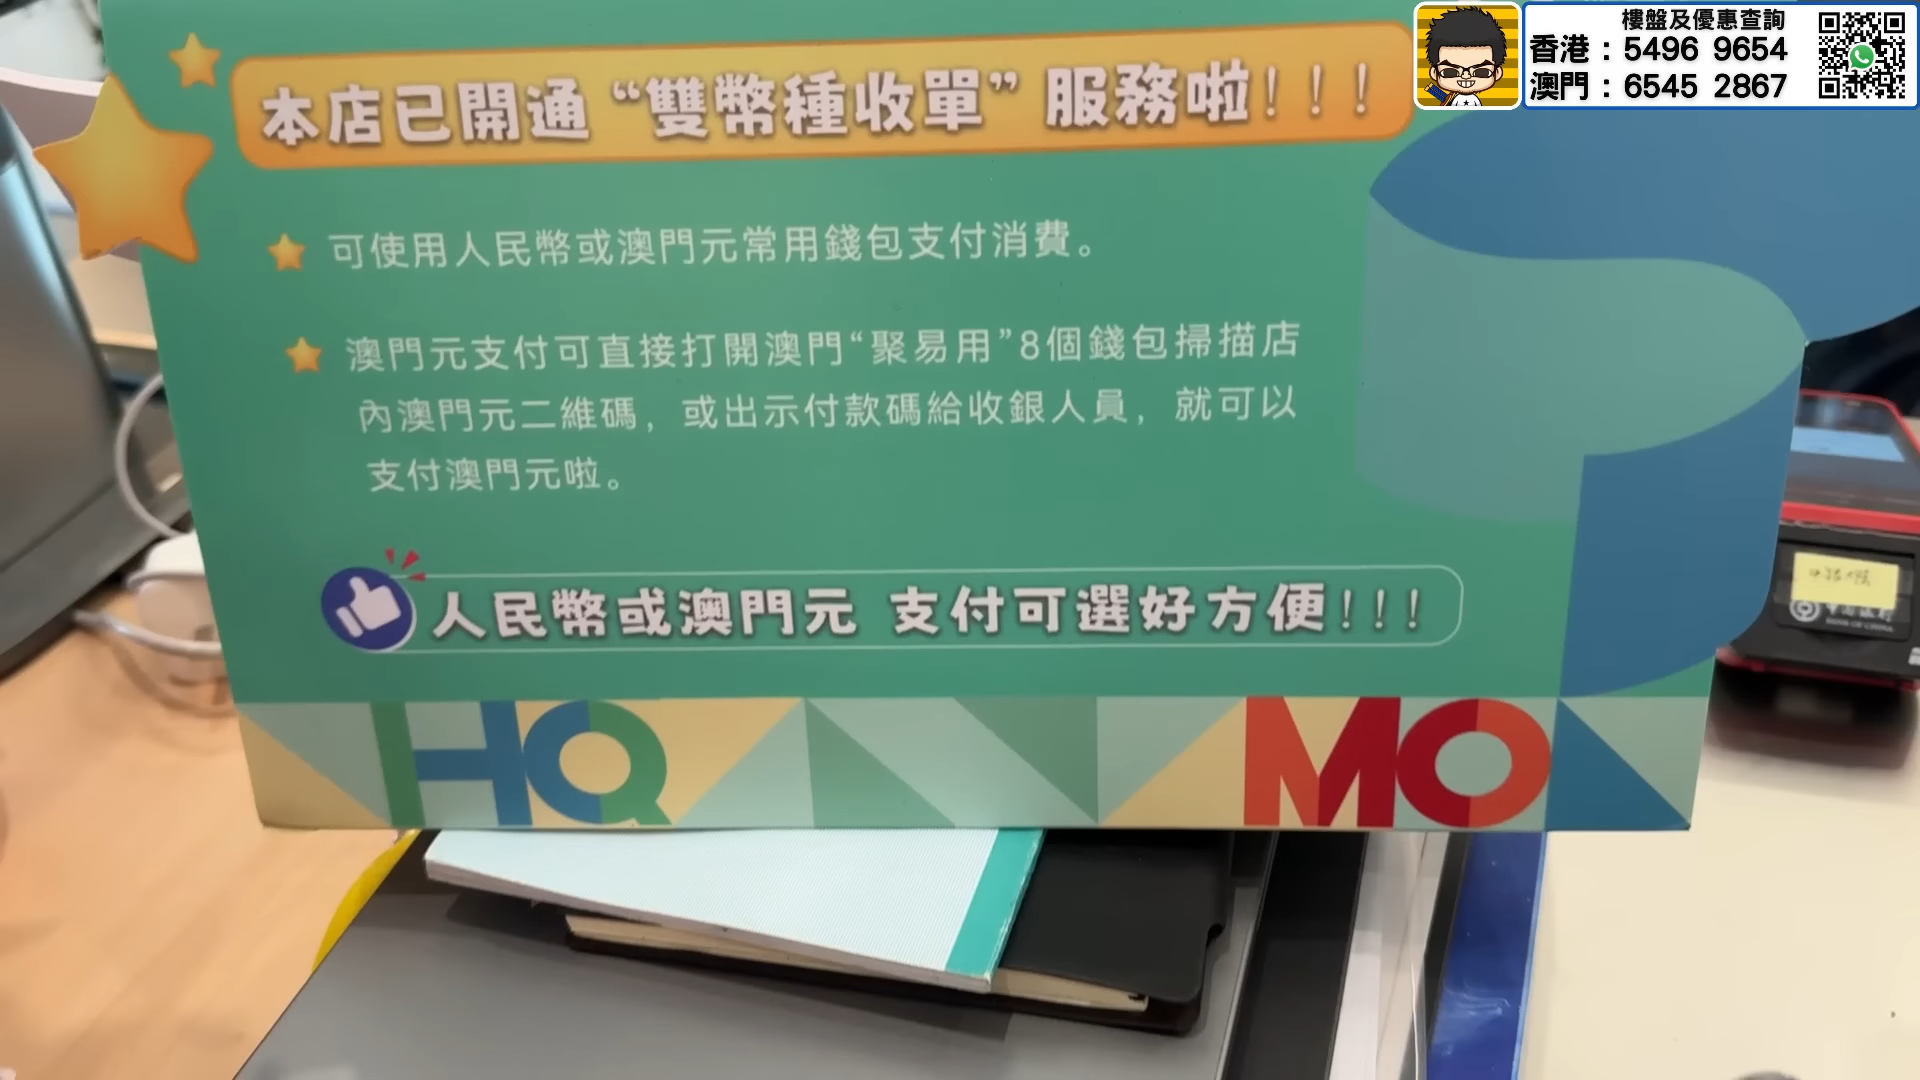 樓盤及優惠查詢
香港：5496 9654
澳門：6545 2867
本店已開通“雙幣種收單”服務啦！！！
可使用人民幣或澳門元常用錢包支付消費。
澳門元支付可直接打開澳門“聚易用”8個錢包掃描店
內澳門元二維碼，或出示付款碼給收銀人員，就可以
支付澳門元啦。
人民幣或澳門元 支付可選好方便！！！
HQ
MO
BANK OF CHINA